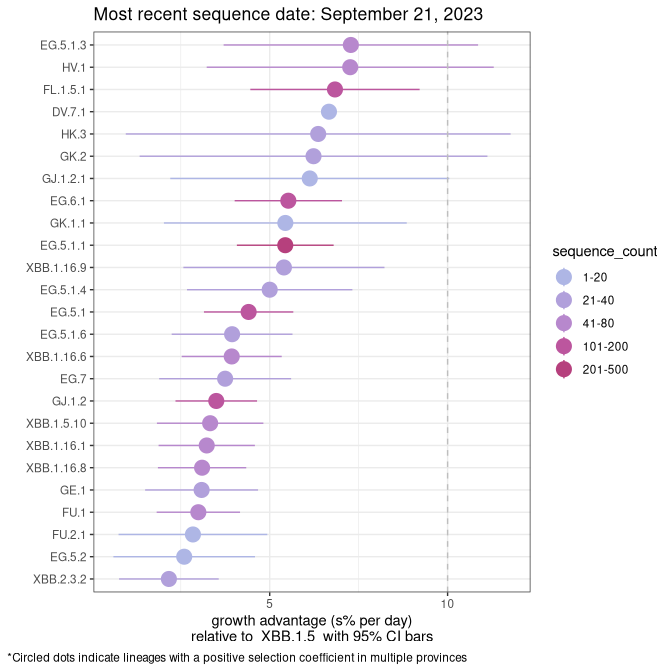 Most recent sequence date: September 21, 2023
EG.5.1.3
HV.1
FL.1.5.1
DV.7.1
HK.3
GK.2
GJ.1.2.1
EG.6.1
GK.1.1
EG.5.1.1
XBB.1.16.9
EG.5.1.4
EG.5.1
EG.5.1.6
XBB.1.16.6
EG.7
GJ.1.2
XBB.1.5.10
XBB.1.16.1
XBB.1.16.8
GE.1
FU.1
FU.2.1
EG.5.2
XBB.2.3.2
5 10
growth advantage (s% per day)
relative to XBB.1.5 with 95% CI bars
sequence_count
1-20
21-40
41-80
101-200
201-500
*Circled dots indicate lineages with a positive selection coefficient in multiple provinces